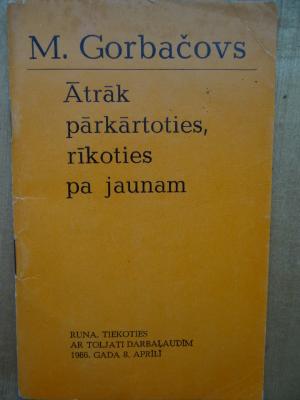 M. Gorbačovs
Ātrāk
pārkārtoties,
rīkoties
pa jaunam
RUNA, TIEKOTIES
AR TOLJATI DARBAĻAUDĪM
1986. GADA 8. APRĪLĪ